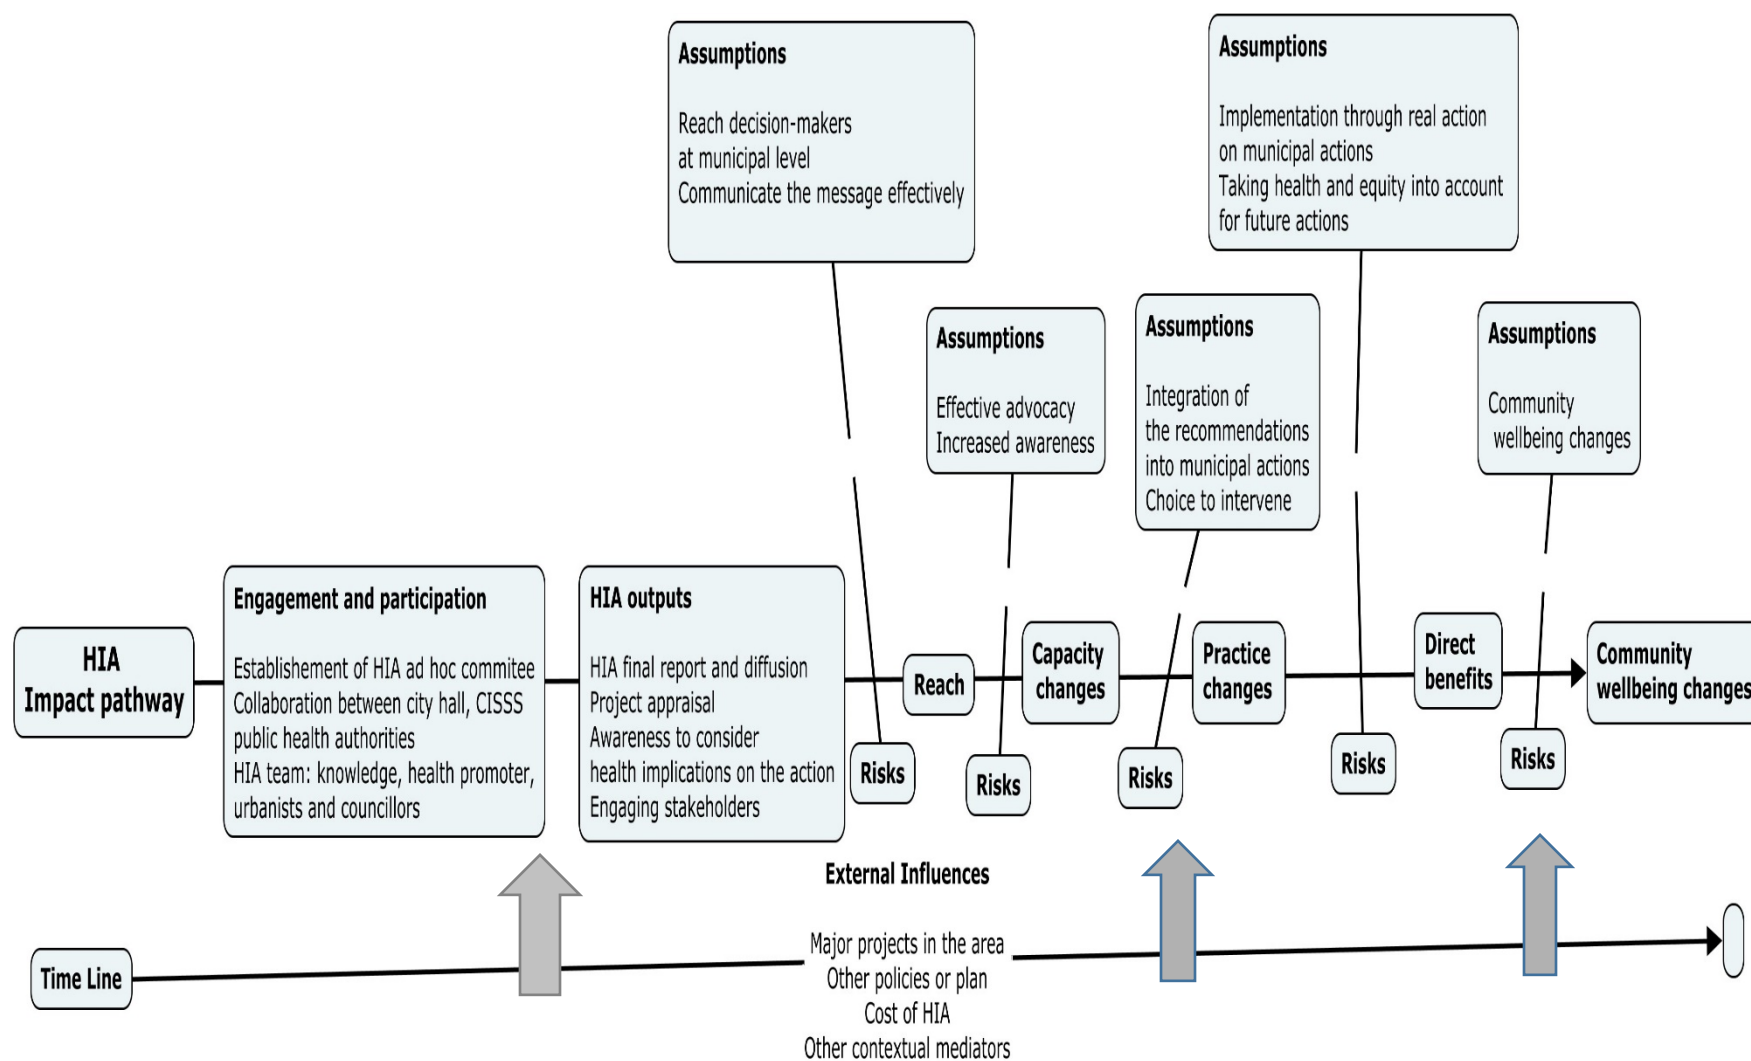 Assumptions
Reach decision-makers
at municipal level
Communicate the message effectively
Assumptions
Implementation through real action
on municipal actions
Taking health and equity into account
for future actions
Assumptions
Effective advocacy
Increased awareness
Assumptions
Integration of
the recommendations
into municipal actions
Choice to intervene
Assumptions
Community
wellbeing changes
HIA
Impact pathway
Engagement and participation
Establishement of HIA ad hoc commitee
Collaboration between city hall, CISSS
public health authorities
HIA team: knowledge, health promoter,
urbanists and councillors
HIA outputs
HIA final report and diffusion
Project appraisal
Awareness to consider
health implications on the action
Engaging stakeholders
Reach
Capacity
changes
Practice
changes
Direct
benefits
Community
wellbeing changes
Risks
Risks
Risks
Risks
Risks
External Influences
Major projects in the area
Other policies or plan
Cost of HIA
Other contextual mediators
Time Line